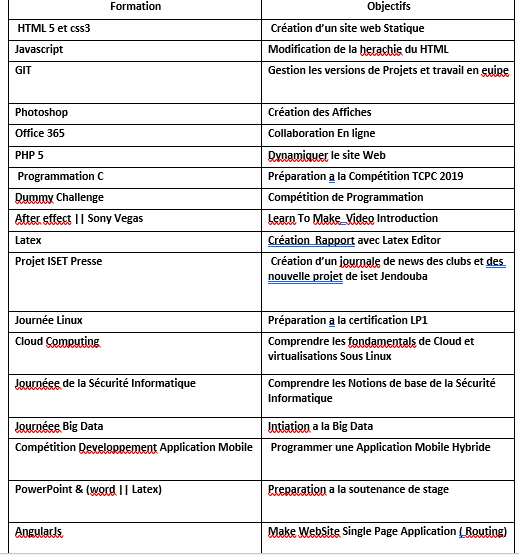 Formation Objectifs
HTML 5 et css3 Création d'un site web Statique
Javascript Modification de la herachie du HTML
GIT Gestion les versions de Projets et travail en euipe
Photoshop Création des Affiches
Office 365 Collaboration En ligne
PHP 5 Dynamiquer le site Web
Programmation C Préparation a la Compétition TCPC 2019
Dummy Challenge Compétition de Programmation
After effect || Sony Vegas Learn To Make Video Introduction
Latex Création Rapport avec Latex Editor
Projet ISET Presse Création d'un journale de news des clubs et des
nouvelle projet de iset Jendouba
Journée Linux Préparation a la certification LP1
Cloud Computing Comprendre les fondamentals de Cloud et
virtualisations Sous Linux
Journéee de la Sécurité Informatique Comprendre les Notions de base de la Sécurité
Informatique
Journéee Big Data Intiation a la Big Data
Compétition Developpement Application Mobile Programmer une Application Mobile Hybride
PowerPoint & (word || Latex) Preparation a la soutenance de stage
AngularJs Make WebSite Single Page Application ( Routing)